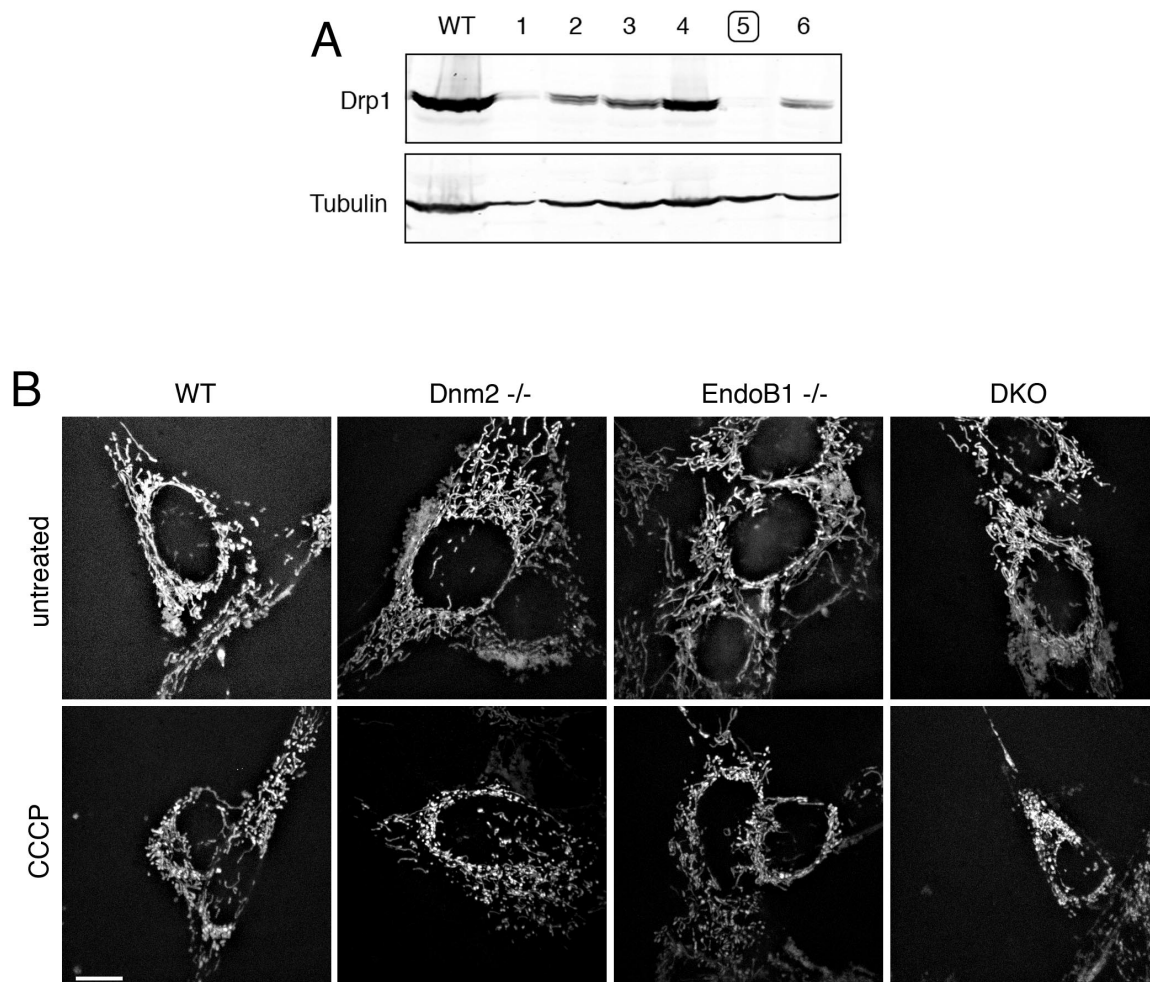 A
WT 1 2 3 4 5 6
Drp1
Tubulin
B
WT Dnm2 -/- EndoB1 -/- DKO
untreated
CCCP